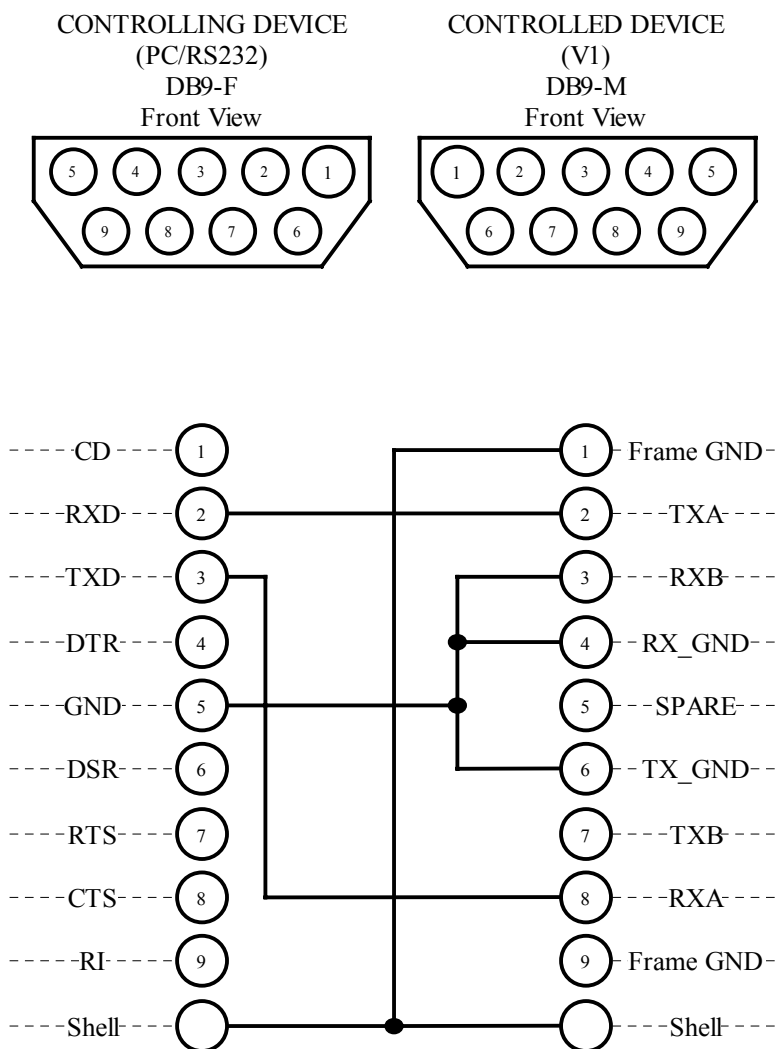 CONTROLLING DEVICE
(PC/RS232)
DB9-F
Front View
CONTROLLED DEVICE
(V1)
DB9-M
Front View
5 4 3 2 1
9 8 7 6
1 2 3 4 5
6 7 8 9
CD 1 1 Frame GND
RXD 2 2 TXA
TXD 3 3 RXB
DTR 4 4 RX_GND
GND 5 5 SPARE
DSR 6 6 TX_GND
RTS 7 7 TXB
CTS 8 8 RXA
RI 9 9 Frame GND
Shell Shell